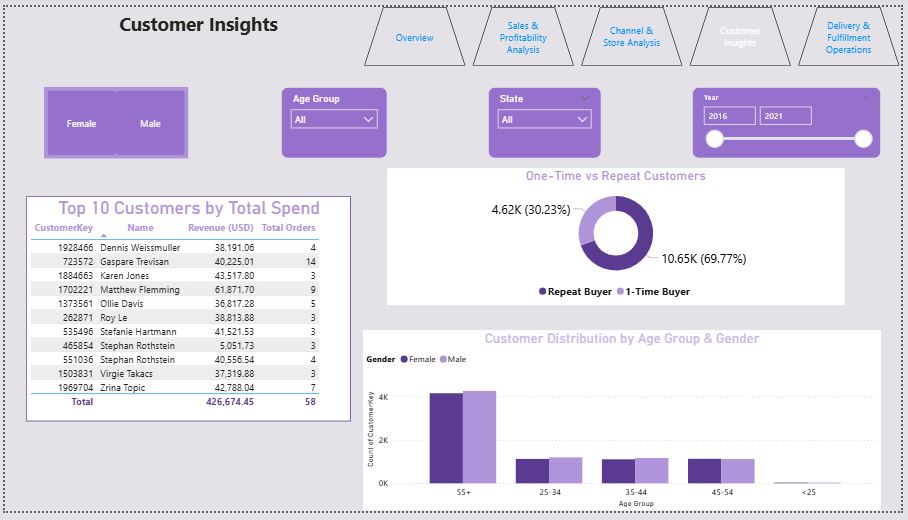 Customer Insights
Overview
Sales &
Profitability
Analysis
Channel &
Store Analysis
Customer
Insights
Delivery &
Fulfillment
Operations
Female
Male
Age Group
All
State
All
Year
2016
2021
Top 10 Customers by Total Spend
CustomerKey Name Revenue (USD) Total Orders
1928466 Dennis Weissmuller 38,191.06 4
723572 Gaspare Trevisan 40,225.01 14
1884663 Karen Jones 43,517.80 3
1702221 Matthew Flemming 61,871.70 9
1373561 Ollie Davis 36,817.28 5
262871 Roy Le 38,813.88 3
535496 Stefanie Hartmann 41,521.53 3
465854 Stephan Rothstein 5,051.73 3
551036 Stephan Rothstein 40,556.54 4
1503831 Virgie Takacs 37,319.88 3
1969704 Zrina Topic 42,788.04 7
Total 426,674.45 58
One-Time vs Repeat Customers
4.62K (30.23%)
10.65K (69.77%)
Repeat Buyer 1-Time Buyer
Customer Distribution by Age Group & Gender
Gender Female Male
Count of CustomerKey
4K
2K
0K
55+ 25-34 35-44 45-54 <25
Age Group